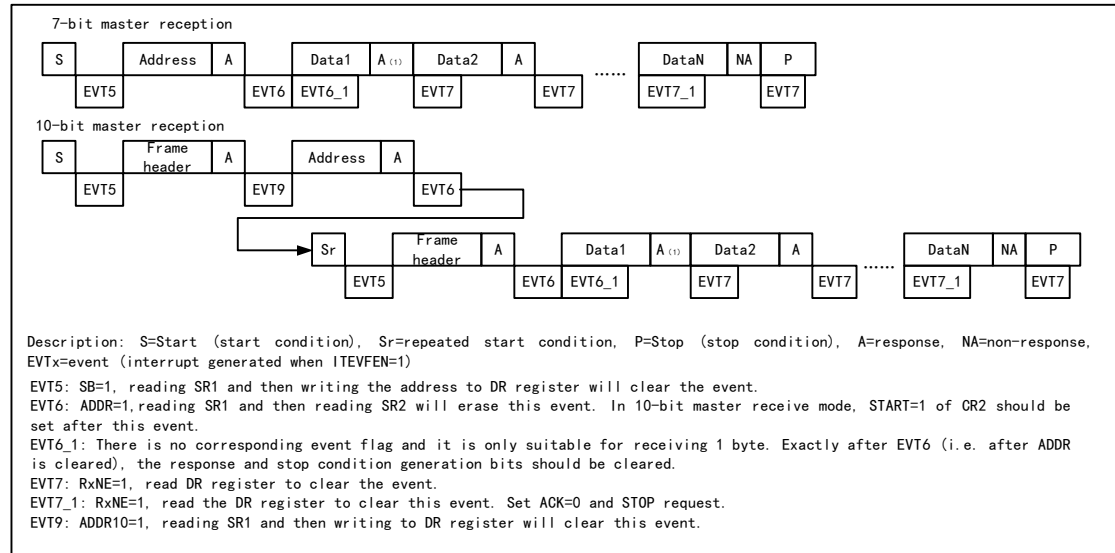 7-bit master reception
S Address A Data1 A(1) Data2 A DataN NA P
EVT5 EVT6 EVT6_1 EVT7 EVT7 ...... EVT7_1 EVT7
10-bit master reception
S Frame header A Address A
EVT5 EVT9 EVT6
Sr Frame header A Data1 A(1) Data2 A DataN NA P
EVT5 EVT6 EVT6_1 EVT7 EVT7 ...... EVT7_1 EVT7
Description: S=Start (start condition), Sr=repeated start condition, P=Stop (stop condition), A=response, NA=non-response,
EVTx=event (interrupt generated when ITEVFEN=1)
EVT5: SB=1, reading SR1 and then writing the address to DR register will clear the event.
EVT6: ADDR=1,reading SR1 and then reading SR2 will erase this event. In 10-bit master receive mode, START=1 of CR2 should be
set after this event.
EVT6_1: There is no corresponding event flag and it is only suitable for receiving 1 byte. Exactly after EVT6 (i.e. after ADDR
is cleared), the response and stop condition generation bits should be cleared.
EVT7: RxNE=1, read DR register to clear the event.
EVT7_1: RxNE=1, read the DR register to clear this event. Set ACK=0 and STOP request.
EVT9: ADDR10=1, reading SR1 and then writing to DR register will clear this event.